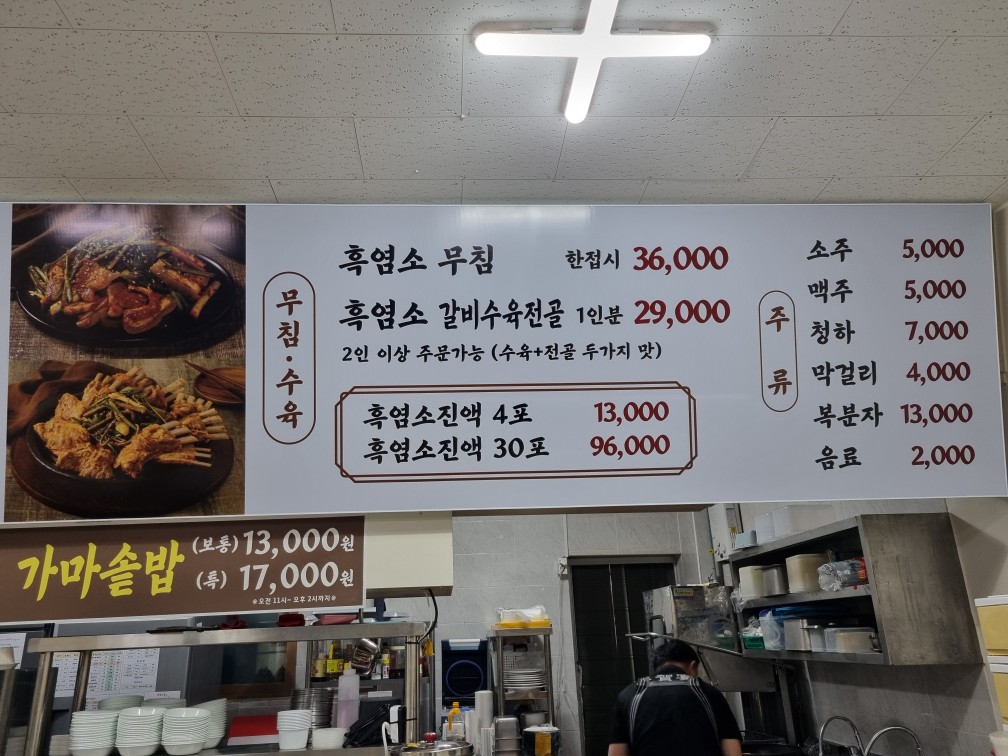 무침·수육
흑염소 무침 한접시 36,000
흑염소 갈비수육전골 1인분 29,000
2인 이상 주문가능 (수육+전골 두가지 맛)
흑염소진액 4포 13,000
흑염소진액 30포 96,000
주류
소주 5,000
맥주 5,000
청하 7,000
막걸리 4,000
복분자 13,000
음료 2,000
가마솥밥 (보통) 13,000원
(특) 17,000원
※오전 11시~ 오후 2시까지※